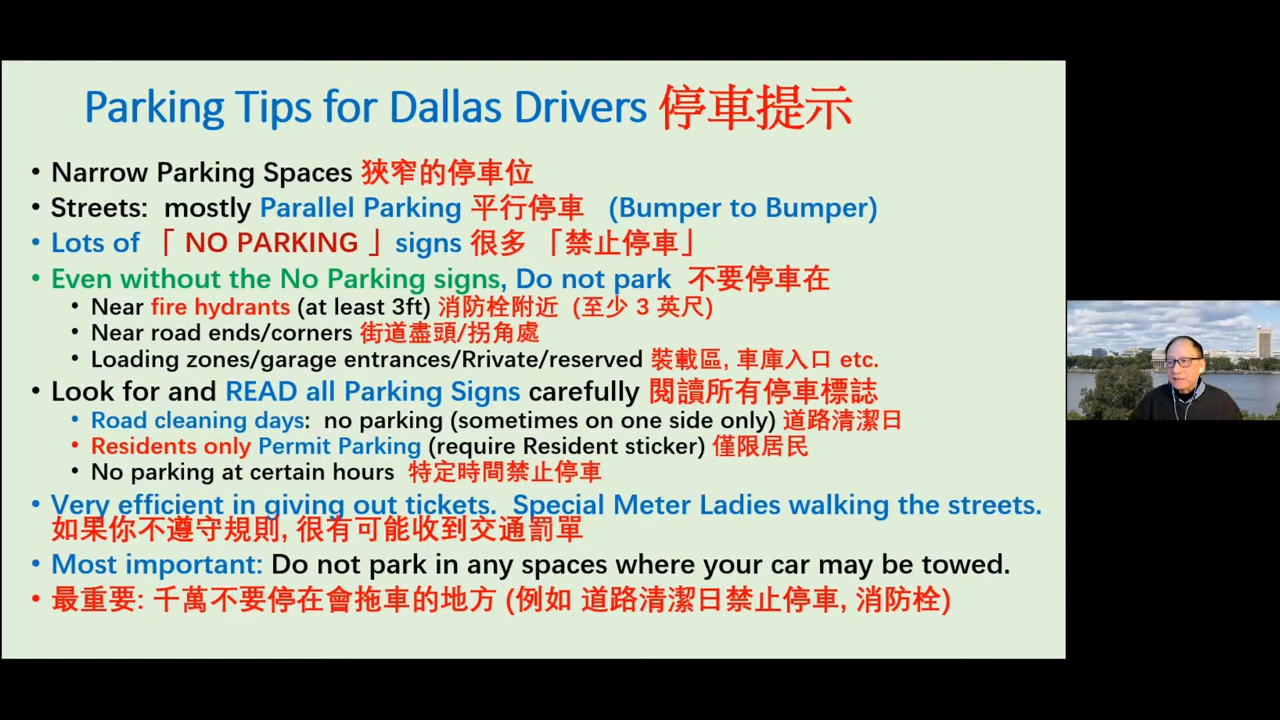 Parking Tips for Dallas Drivers 停車提示
• Narrow Parking Spaces 狹窄的停車位
• Streets: mostly Parallel Parking 平行停車 (Bumper to Bumper)
• Lots of 「 NO PARKING 」 signs 很多 「禁止停車」
• Even without the No Parking signs, Do not park 不要停車在
• Near fire hydrants (at least 3ft) 消防栓附近 (至少 3 英尺)
• Near road ends/corners 街道盡頭/拐角處
• Loading zones/garage entrances/Rrivate/reserved 裝載區, 車庫入口 etc.
• Look for and READ all Parking Signs carefully 閱讀所有停車標誌
• Road cleaning days: no parking (sometimes on one side only) 道路清潔日
• Residents only Permit Parking (require Resident sticker) 僅限居民
• No parking at certain hours 特定時間禁止停車
• Very efficient in giving out tickets. Special Meter Ladies walking the streets.
如果你不遵守規則, 很有可能收到交通罰單
• Most important: Do not park in any spaces where your car may be towed.
• 最重要: 千萬不要停在會拖車的地方 (例如 道路清潔日禁止停車, 消防栓)